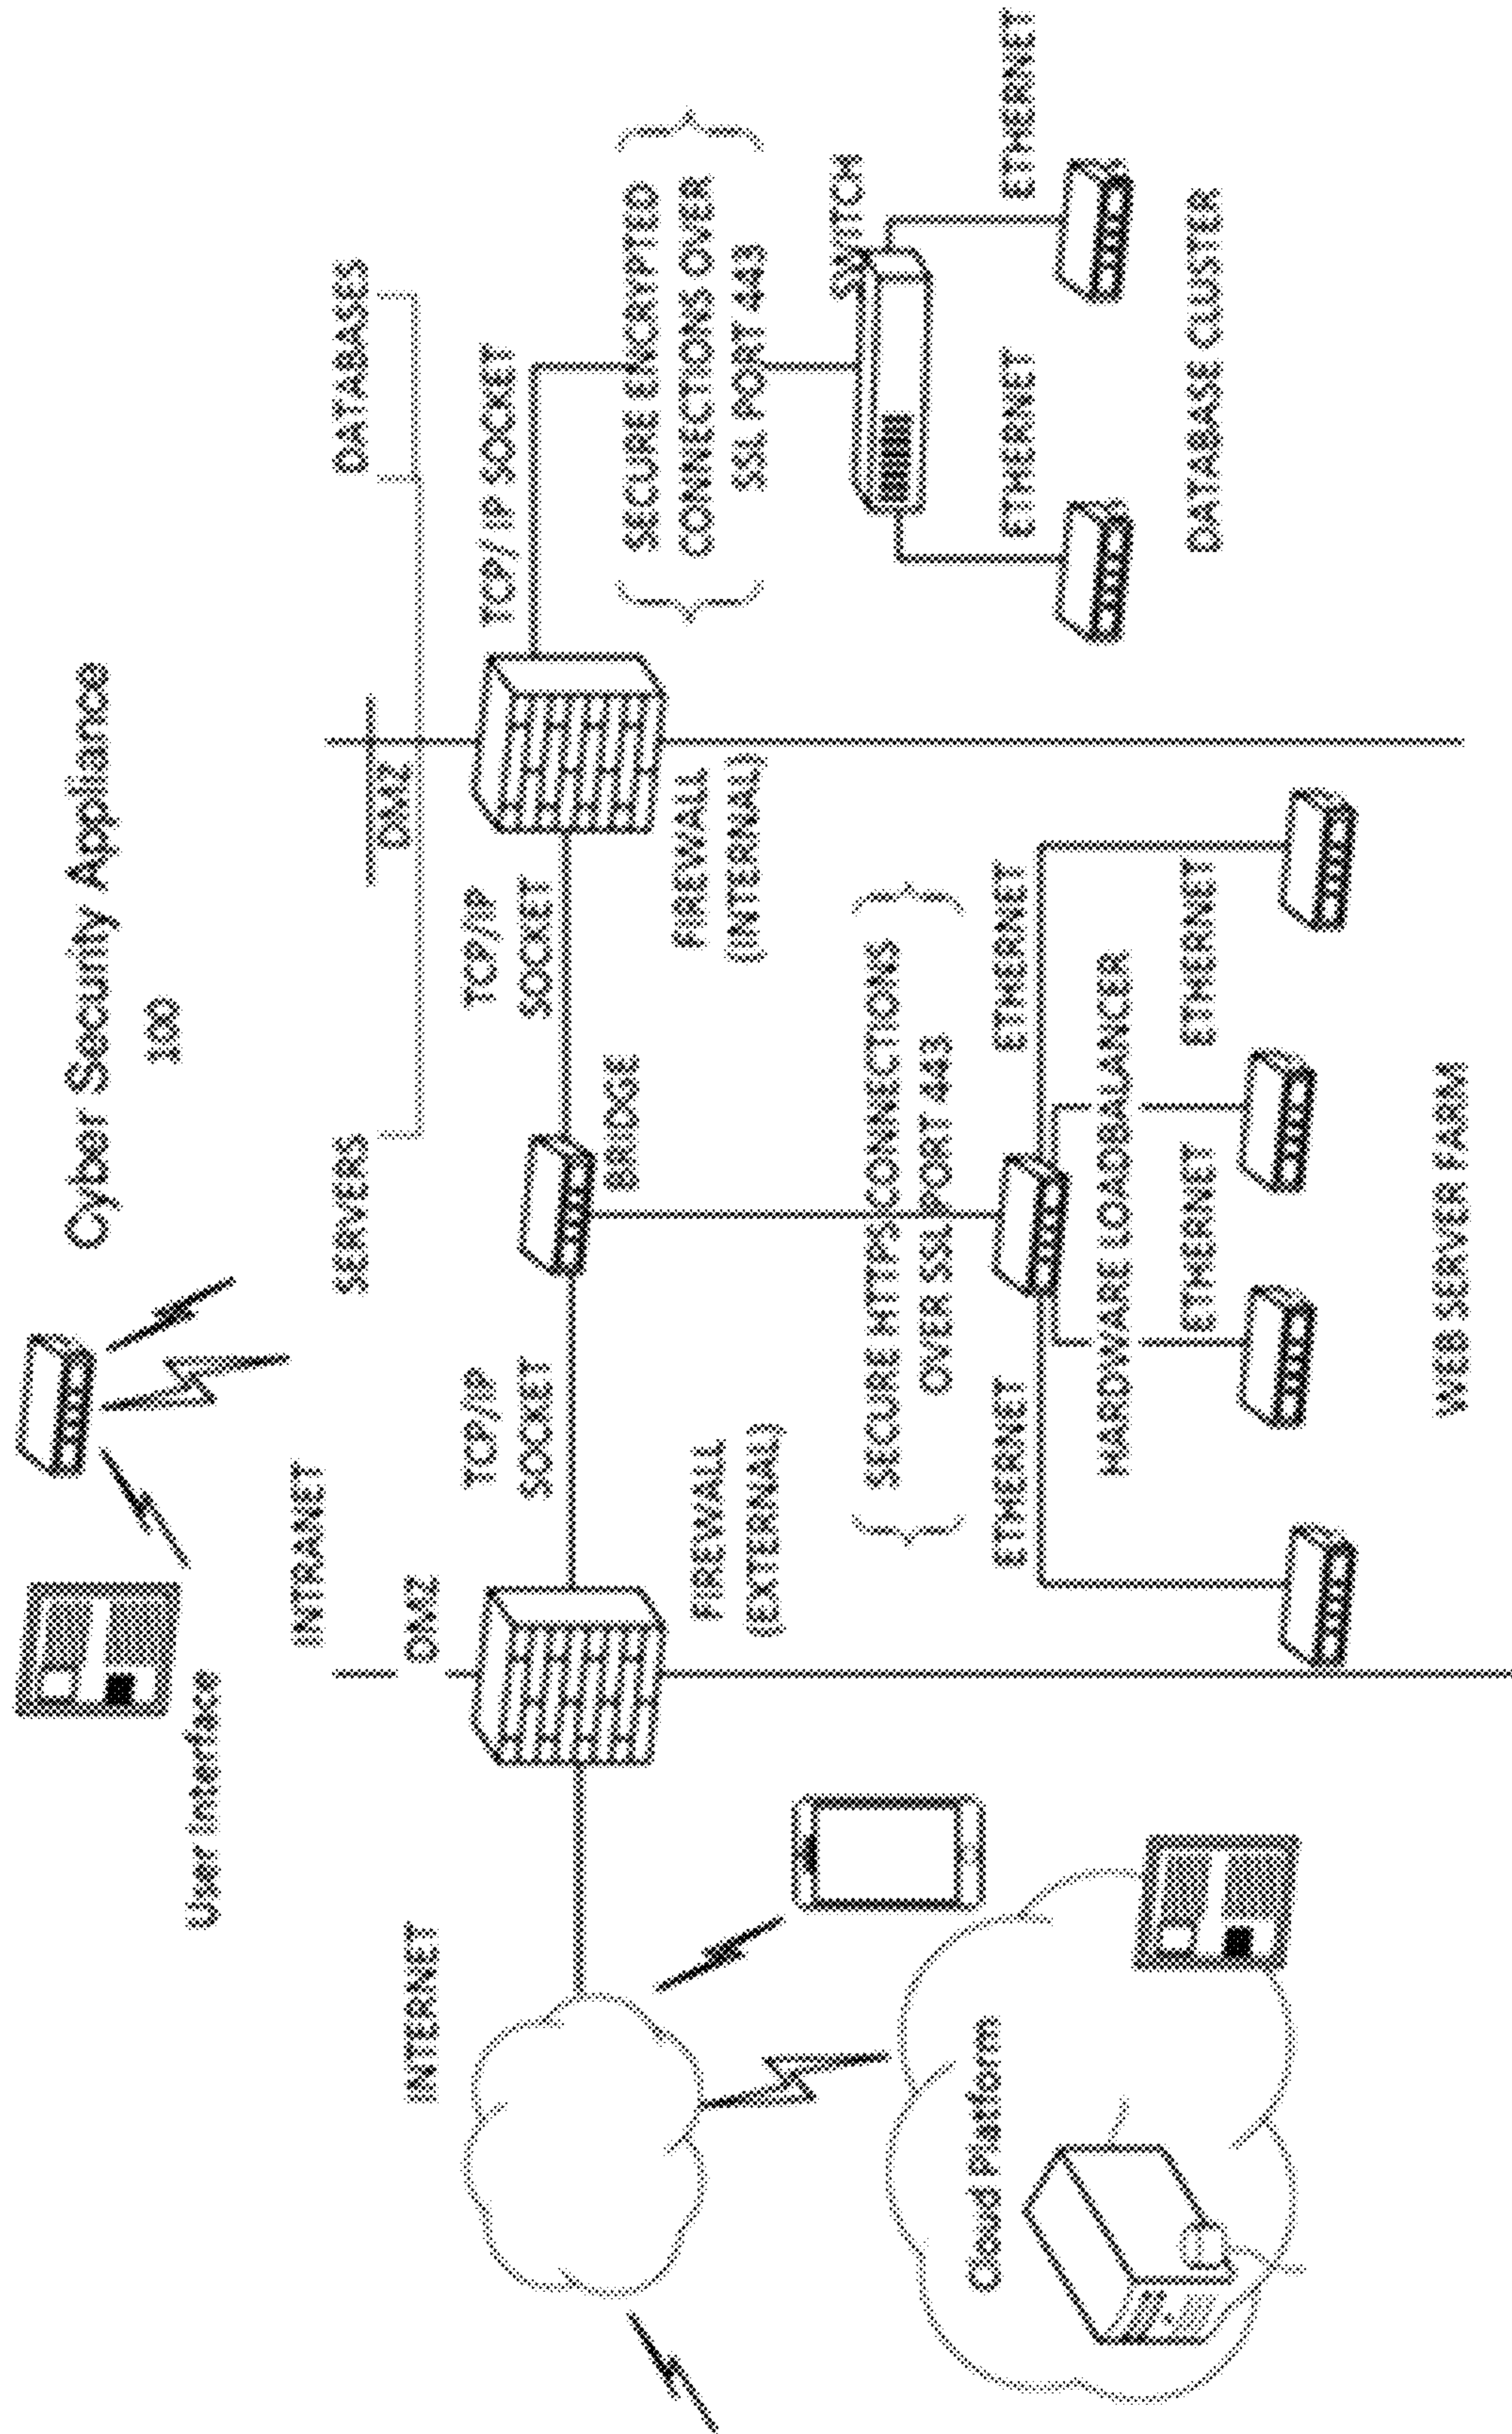 Cyber Security Appliance
100
User Interface
INTRANET
SERVERS
DATABASES
INTERNET
DMZ
DMZ
TCP/IP
SOCKET
TCP/IP
SOCKET
TCP/ IP SOCKET
BRIDGE
FIREWALL
(EXTERNAL)
FIREWALL
(INTERNAL)
SECURE ENCRYPTED
CONNECTIONS OVER
SSL PORT 443
SWITCH
SECURE HTTPS CONNECTIONS
OVER SSL PORT 443
Cloud Platform
ETHERNET
ETHERNET
ETHERNET
ETHERNET
HARDWARE LOADBALANCER
ETHERNET
ETHERNET
DATABASE CLUSTER
WEB SERVER FARM